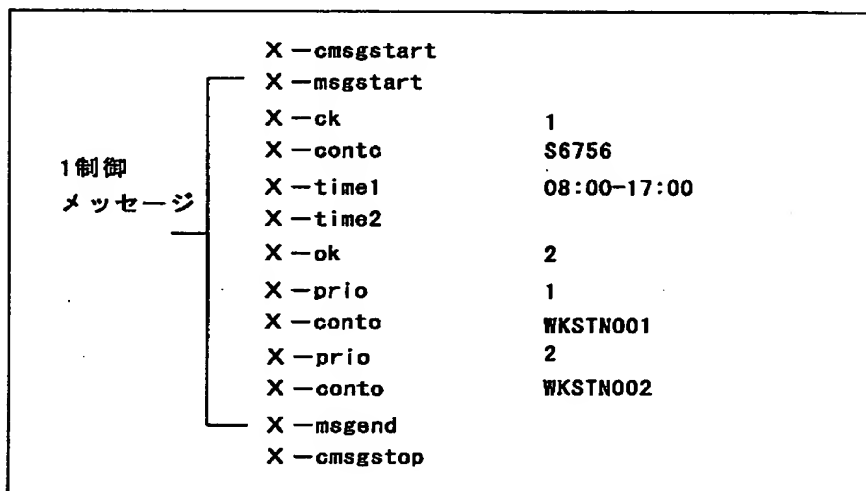 X-cmsgstart
X-msgstart
X-ck 1
X-contc S6756
1制御
メッセージ
X-time1 08:00-17:00
X-time2
X-ok 2
X-prio 1
X-conto WKSTN001
X-prio 2
X-conto WKSTN002
X-msgend
X-cmsgstop